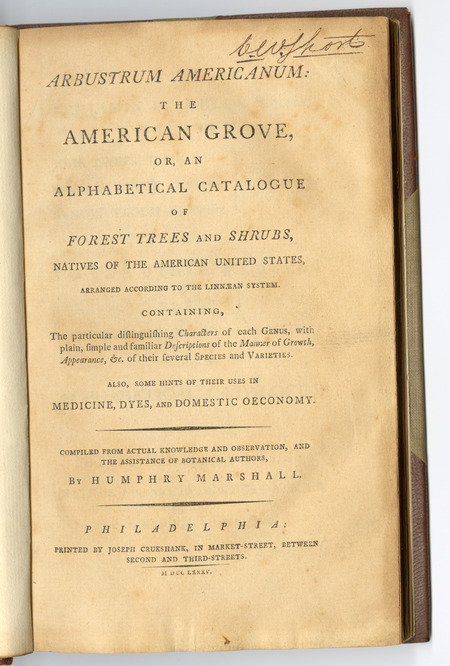 C W Short
ARBUSTRUM AMERICANUM:
THE
AMERICAN GROVE,
OR, AN
ALPHABETICAL CATALOGUE
OF
FOREST TREES AND SHRUBS,
NATIVES OF THE AMERICAN UNITED STATES,
ARRANGED ACCORDING TO THE LINNÆAN SYSTEM.
CONTAINING,
The particular diſtinguiſhing Characters of each GENUS, with
plain, ſimple and familiar Deſcriptions of the Manner of Growth,
Appearance, &c. of their ſeveral SPECIES and VARIETIES.
ALSO, SOME HINTS OF THEIR USES IN
MEDICINE, DYES, AND DOMESTIC OECONOMY.
COMPILED FROM ACTUAL KNOWLEDGE AND OBSERVATION, AND
THE ASSISTANCE OF BOTANICAL AUTHORS,
BY HUMPHRY MARSHALL.
PHILADELPHIA:
PRINTED BY JOSEPH CRUKSHANK, IN MARKET-STREET, BETWEEN
SECOND AND THIRD-STREETS.
M DCC LXXXV.